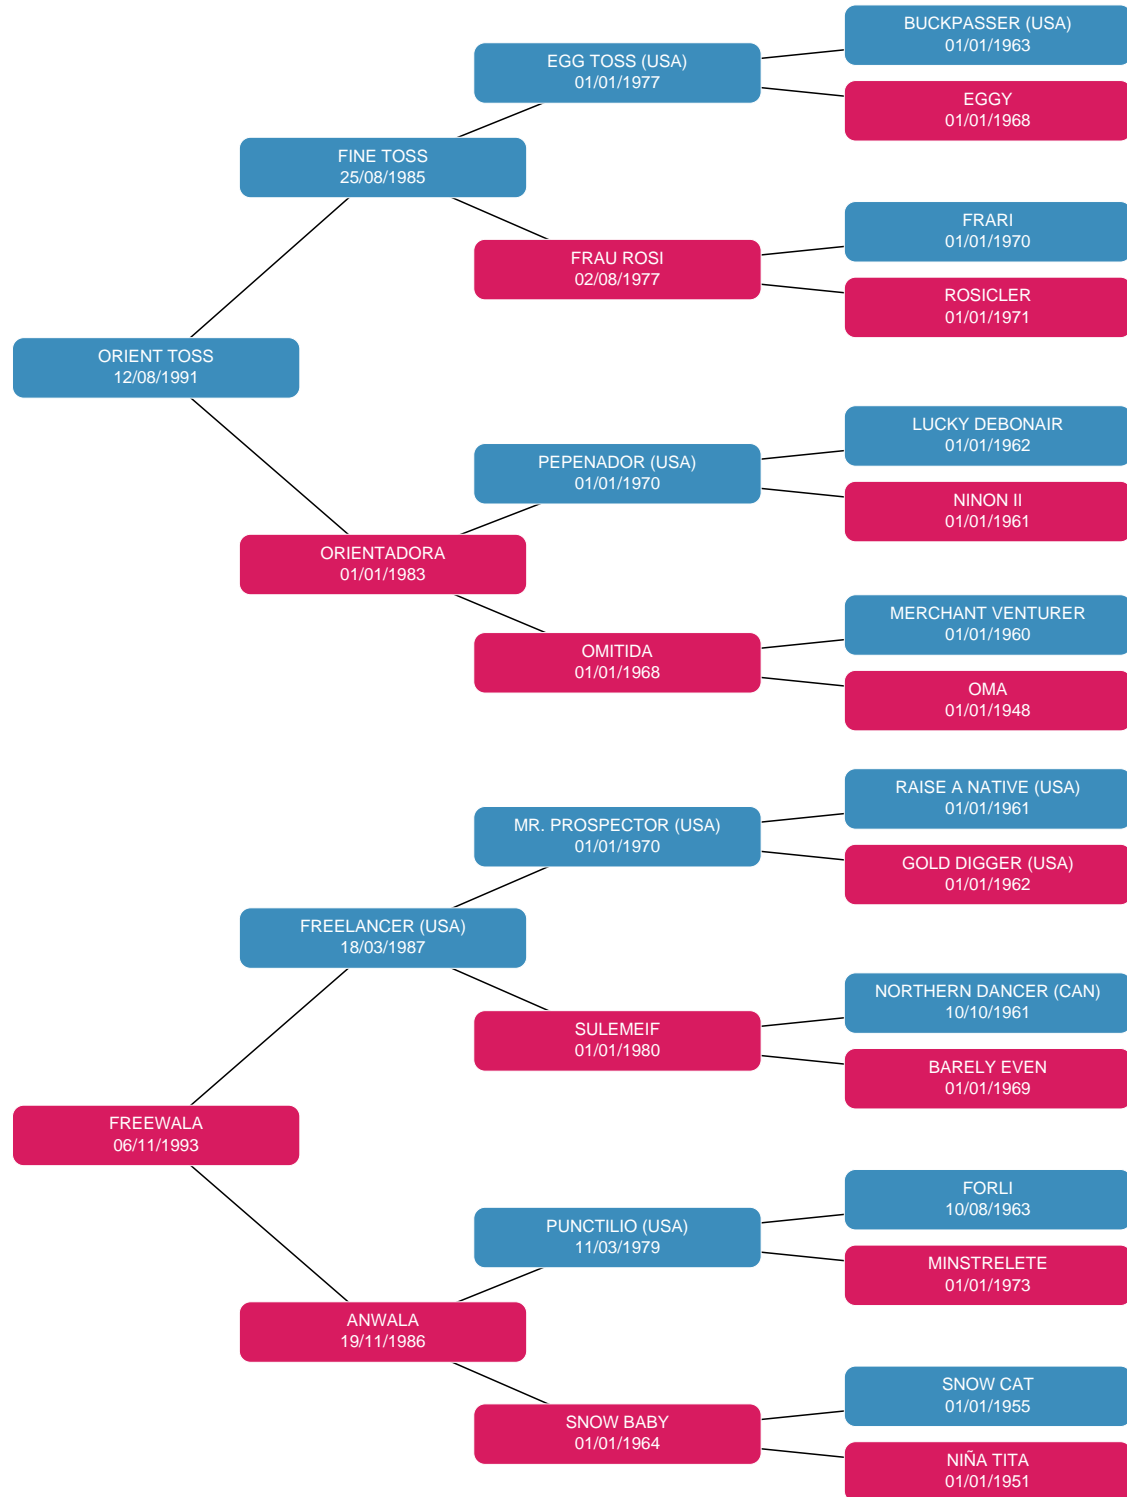 BUCKPASSER (USA)
01/01/1963
EGG TOSS (USA)
01/01/1977
EGGY
01/01/1968
FINE TOSS
25/08/1985
FRARI
01/01/1970
FRAU ROSI
02/08/1977
ROSICLER
01/01/1971
ORIENT TOSS
12/08/1991
LUCKY DEBONAIR
01/01/1962
PEPENADOR (USA)
01/01/1970
NINON II
01/01/1961
ORIENTADORA
01/01/1983
MERCHANT VENTURER
01/01/1960
OMITIDA
01/01/1968
OMA
01/01/1948
RAISE A NATIVE (USA)
01/01/1961
MR. PROSPECTOR (USA)
01/01/1970
GOLD DIGGER (USA)
01/01/1962
FREELANCER (USA)
18/03/1987
NORTHERN DANCER (CAN)
10/10/1961
SULEMEIF
01/01/1980
BARELY EVEN
01/01/1969
FREEWALA
06/11/1993
FORLI
10/08/1963
PUNCTILIO (USA)
11/03/1979
MINSTRELETE
01/01/1973
ANWALA
19/11/1986
SNOW CAT
01/01/1955
SNOW BABY
01/01/1964
NIÑA TITA
01/01/1951